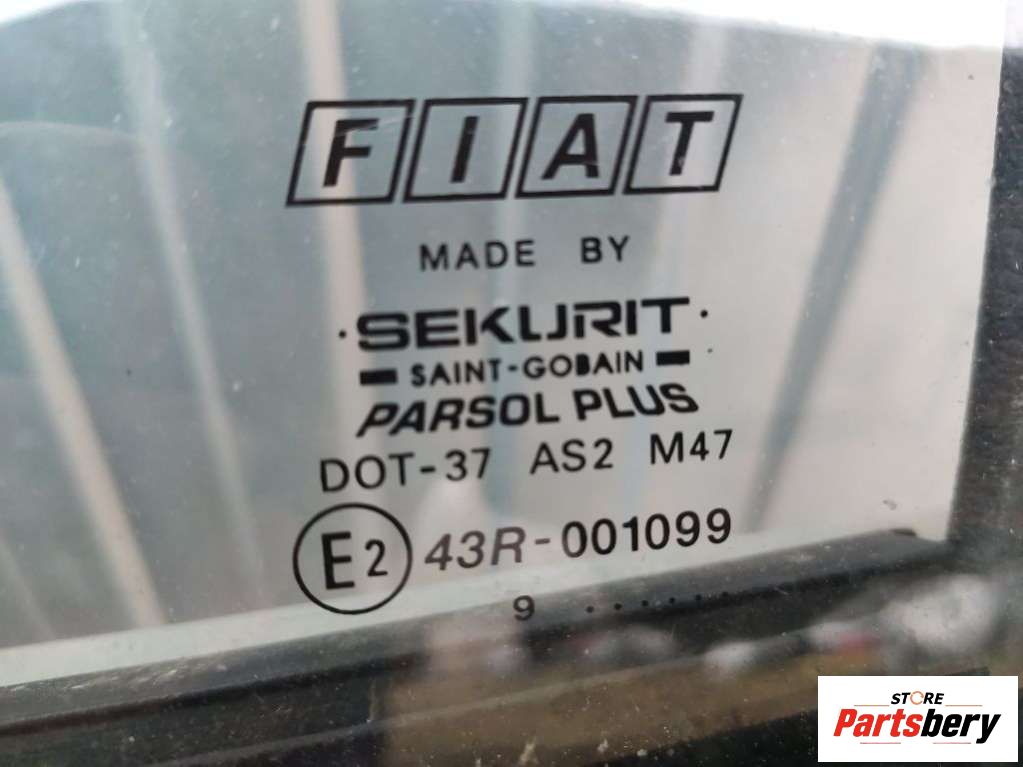 FIAT
MADE BY
· SEKURIT ·
SAINT-GOBAIN
PARSOL PLUS
DOT-37 AS2 M47
E2 43R-001099
9 .......
STORE
Partsbery